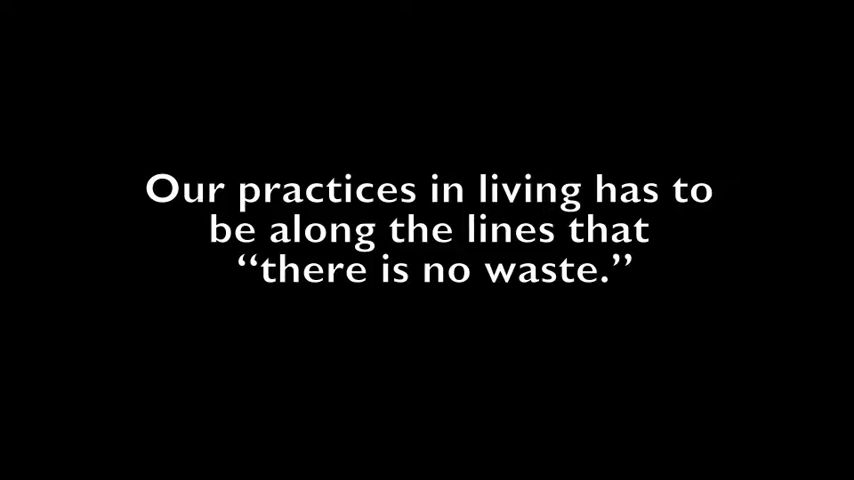 Our practices in living has to
be along the lines that
“there is no waste.”